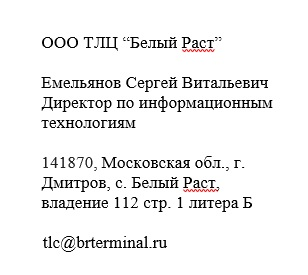 ООО ТЛЦ “Белый Раст”
Емельянов Сергей Витальевич
Директор по информационным
технологиям
141870, Московская обл., г.
Дмитров, с. Белый Раст,
владение 112 стр. 1 литера Б
tlc@brterminal.ru